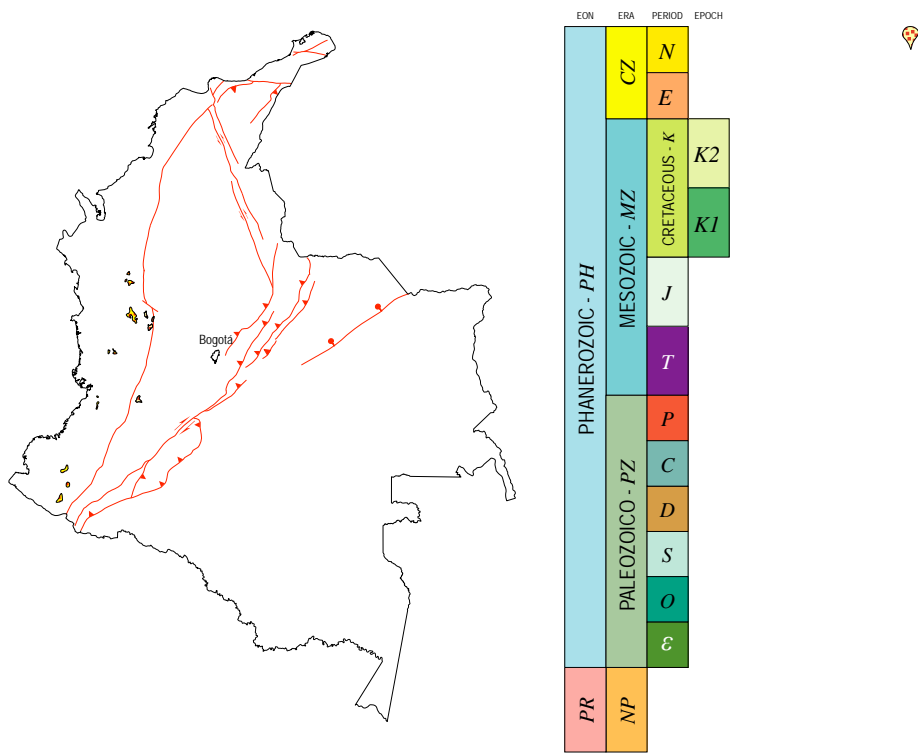 EON ERA PERIOD EPOCH
PHANEROZOIC - PH
CZ
N
E
MESOZOIC - MZ
CRETACEOUS - K
K2
K1
J
T
PALEOZOICO - PZ
P
C
D
S
O
Ɛ
PR
NP
Bogotá